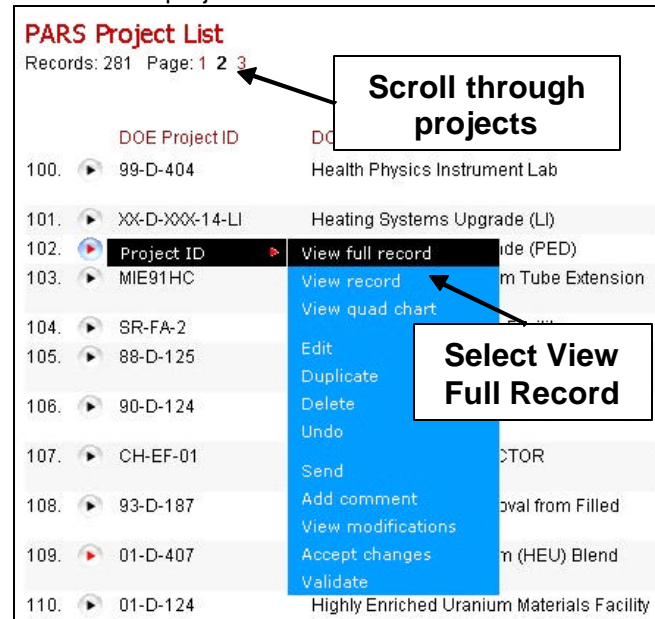 PARS Project List
Records: 281 Page: 1 2 3
Scroll through projects
DOE Project ID
100. 99-D-404 Health Physics Instrument Lab
101. XX-D-XXX-14-LI Heating Systems Upgrade (LI)
102. Project ID View full record ide (PED)
103. MIE91HC View record m Tube Extension
View quad chart
104. SR-FA-2
105. 88-D-125 Edit
Select View Full Record
Duplicate
106. 90-D-124 Delete
Undo
107. CH-EF-01 CTOR
Send
108. 93-D-187 Add comment oval from Filled
View modifications
109. 01-D-407 Accept changes m (HEU) Blend
Validate
110. 01-D-124 Highly Enriched Uranium Materials Facility